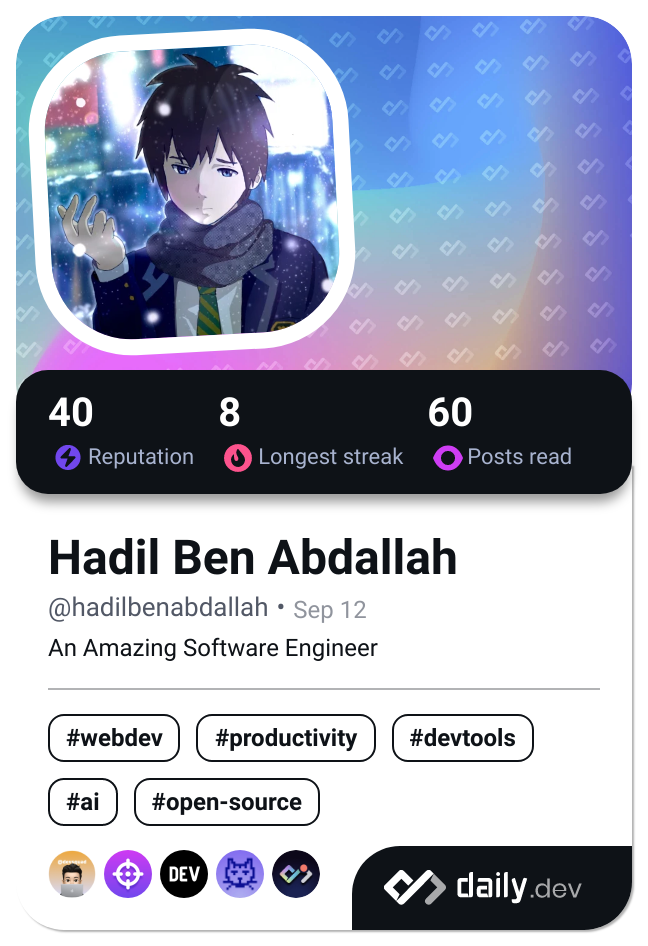 40 8 60
Reputation Longest streak Posts read
Hadil Ben Abdallah
@hadilbenabdallah • Sep 12
An Amazing Software Engineer
#webdev #productivity #devtools
#ai #open-source
DEV
daily.dev